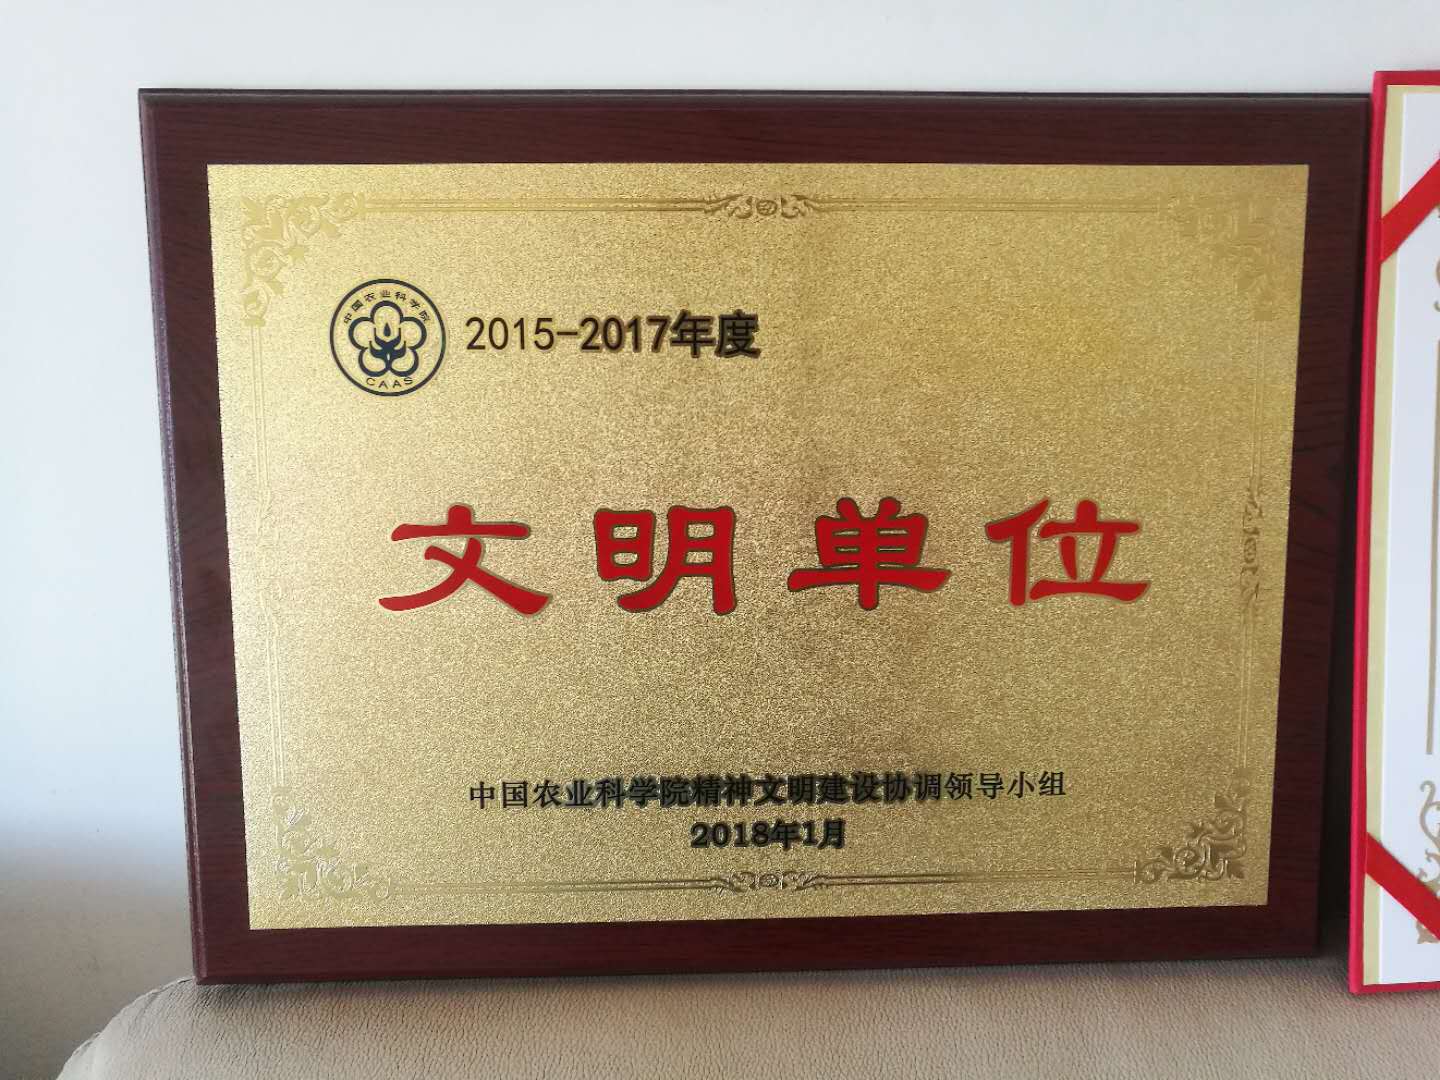 中国农业科学院
CAAS
2015-2017年度
文明单位
中国农业科学院精神文明建设协调领导小组
2018年1月